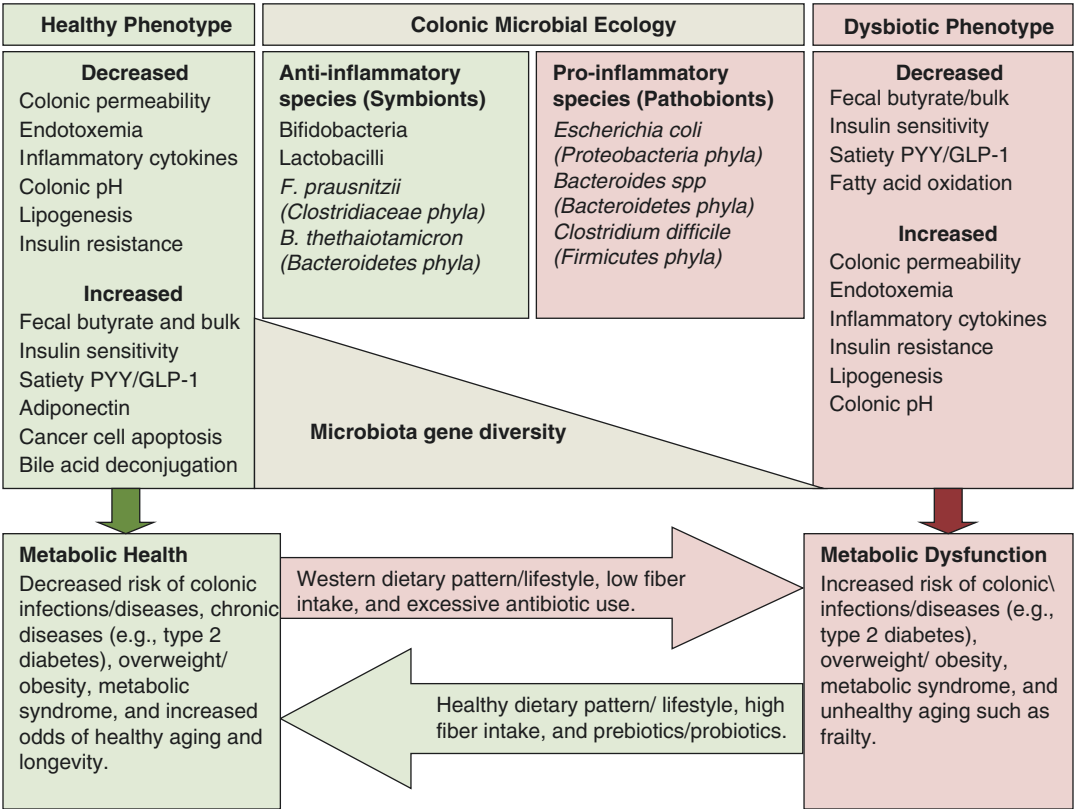 Healthy Phenotype
Colonic Microbial Ecology
Dysbiotic Phenotype
Decreased
Colonic permeability
Endotoxemia
Inflammatory cytokines
Colonic pH
Lipogenesis
Insulin resistance
Increased
Fecal butyrate and bulk
Insulin sensitivity
Satiety PYY/GLP-1
Adiponectin
Cancer cell apoptosis
Bile acid deconjugation
Anti-inflammatory
species (Symbionts)
Bifidobacteria
Lactobacilli
F. prausnitzii
(Clostridiaceae phyla)
B. thethaiotamicron
(Bacteroidetes phyla)
Pro-inflammatory
species (Pathobionts)
Escherichia coli
(Proteobacteria phyla)
Bacteroides spp
(Bacteroidetes phyla)
Clostridium difficile
(Firmicutes phyla)
Decreased
Fecal butyrate/bulk
Insulin sensitivity
Satiety PYY/GLP-1
Fatty acid oxidation
Increased
Colonic permeability
Endotoxemia
Inflammatory cytokines
Insulin resistance
Lipogenesis
Colonic pH
Microbiota gene diversity
Metabolic Health
Decreased risk of colonic
infections/diseases, chronic
diseases (e.g., type 2
diabetes), overweight/
obesity, metabolic
syndrome, and increased
odds of healthy aging and
longevity.
Western dietary pattern/lifestyle, low fiber
intake, and excessive antibiotic use.
Healthy dietary pattern/ lifestyle, high
fiber intake, and prebiotics/probiotics.
Metabolic Dysfunction
Increased risk of colonic\
infections/diseases (e.g.,
type 2 diabetes),
overweight/ obesity,
metabolic syndrome, and
unhealthy aging such as
frailty.